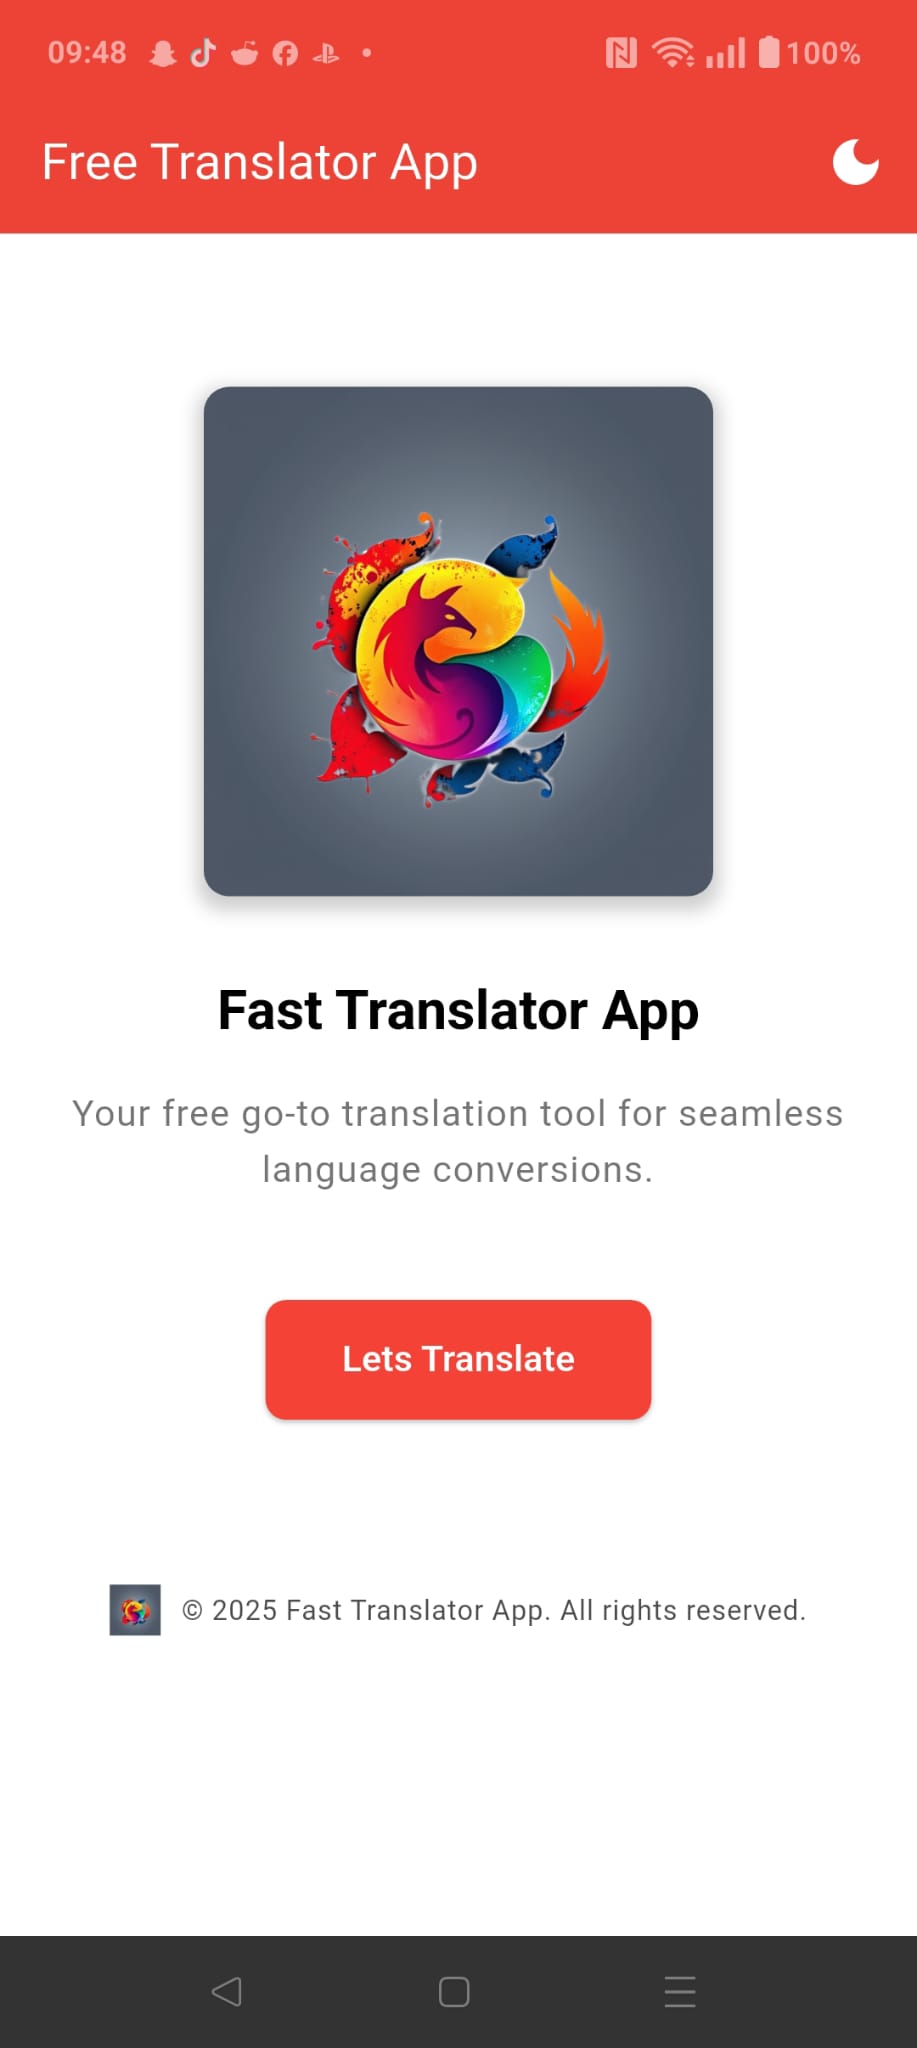 09:48
100%
Free Translator App
Fast Translator App
Your free go-to translation tool for seamless
language conversions.
Lets Translate
© 2025 Fast Translator App. All rights reserved.